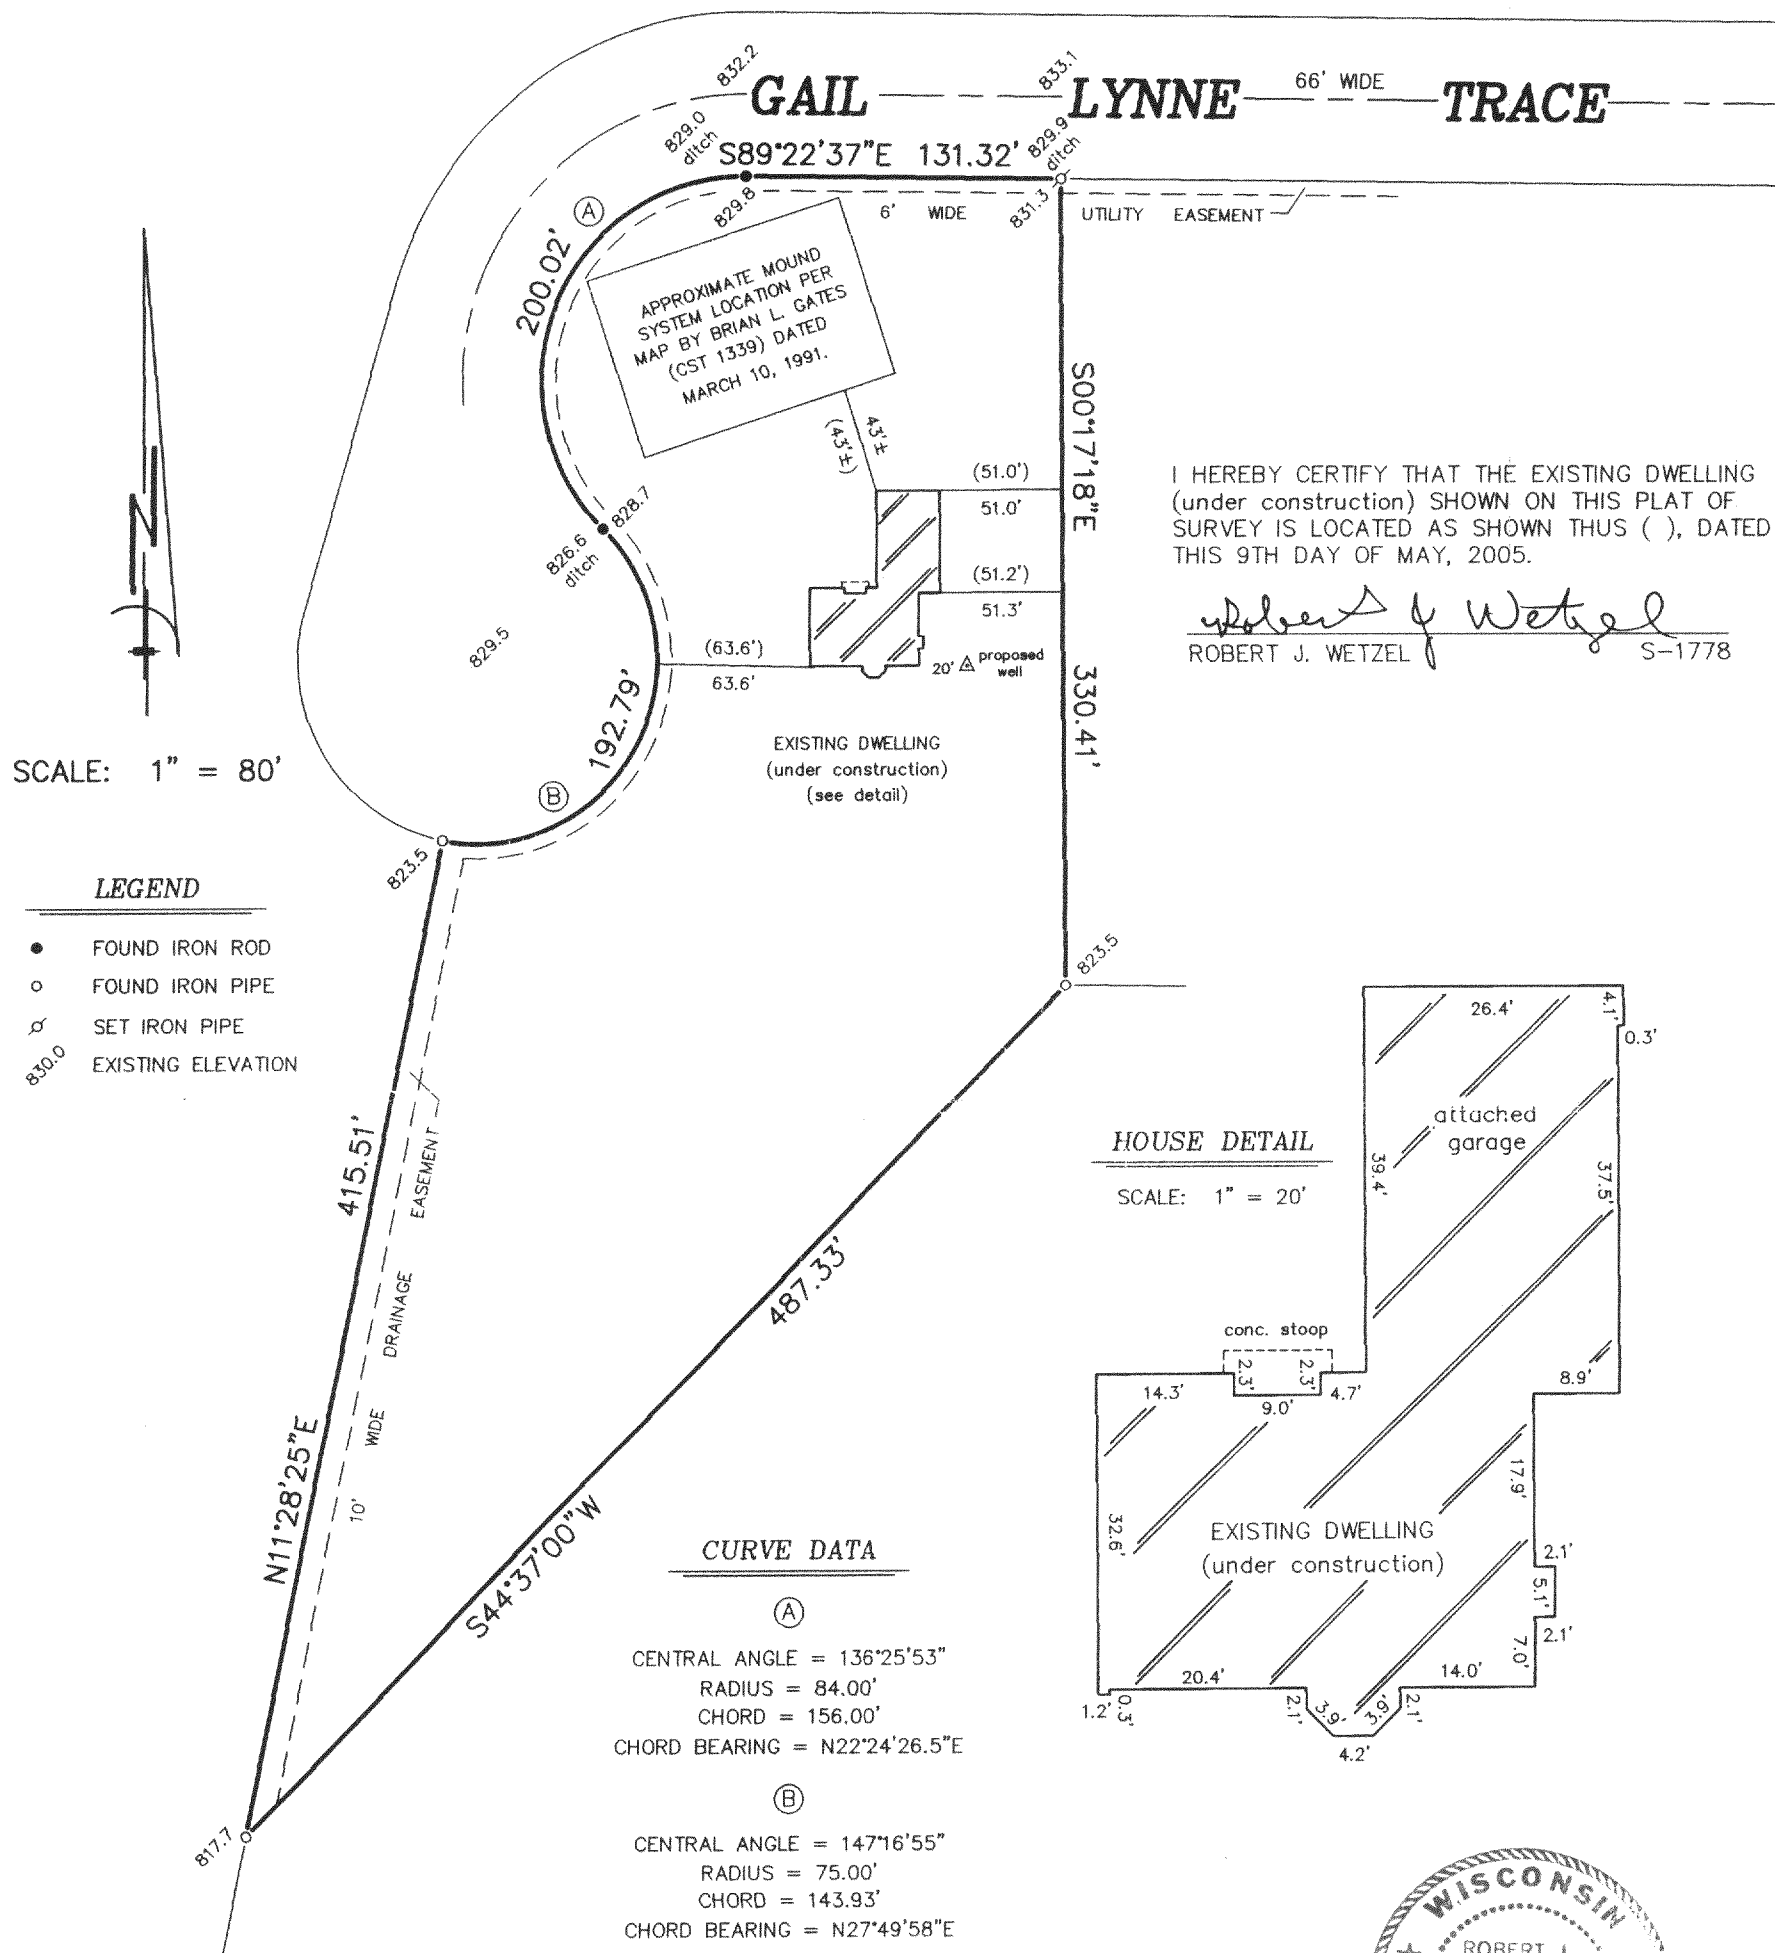 832.2
GAIL LYNNE 66' WIDE TRACE
833.1
829.0
ditch
S89°22'37"E 131.32'
829.9
ditch
829.8
6' WIDE
831.3
UTILITY EASEMENT
A
200.02'
APPROXIMATE MOUND
SYSTEM LOCATION PER
MAP BY BRIAN L. GATES
(CST 1339) DATED
MARCH 10, 1991.
43'±
(43'±)
S00°17'18"E
330.41'
(51.0')
51.0'
(51.2')
51.3'
828.7
826.6
ditch
829.5
(63.6')
63.6'
20' proposed
well
192.79'
B
EXISTING DWELLING
(under construction)
(see detail)
I HEREBY CERTIFY THAT THE EXISTING DWELLING
(under construction) SHOWN ON THIS PLAT OF
SURVEY IS LOCATED AS SHOWN THUS ( ), DATED
THIS 9TH DAY OF MAY, 2005.
Robert J Wetzel
ROBERT J. WETZEL S-1778
N
SCALE: 1" = 80'
823.5
823.5
LEGEND
FOUND IRON ROD
FOUND IRON PIPE
SET IRON PIPE
830.0 EXISTING ELEVATION
415.51'
N11°28'25"E
10' WIDE DRAINAGE EASEMENT
487.33'
S44°37'00"W
817.7
HOUSE DETAIL
SCALE: 1" = 20'
26.4'
4.1'
0.3'
attached
garage
39.4'
37.5'
conc. stoop
2.3'
2.3'
14.3'
9.0'
4.7'
8.9'
17.9'
32.6'
EXISTING DWELLING
(under construction)
2.1'
5.1'
2.1'
7.0'
20.4'
14.0'
1.2'
0.3'
2.1'
3.9'
3.9'
2.1'
4.2'
CURVE DATA
A
CENTRAL ANGLE = 136°25'53"
RADIUS = 84.00'
CHORD = 156.00'
CHORD BEARING = N22°24'26.5"E
B
CENTRAL ANGLE = 147°16'55"
RADIUS = 75.00'
CHORD = 143.93'
CHORD BEARING = N27°49'58"E
WISCONSIN
ROBERT J.